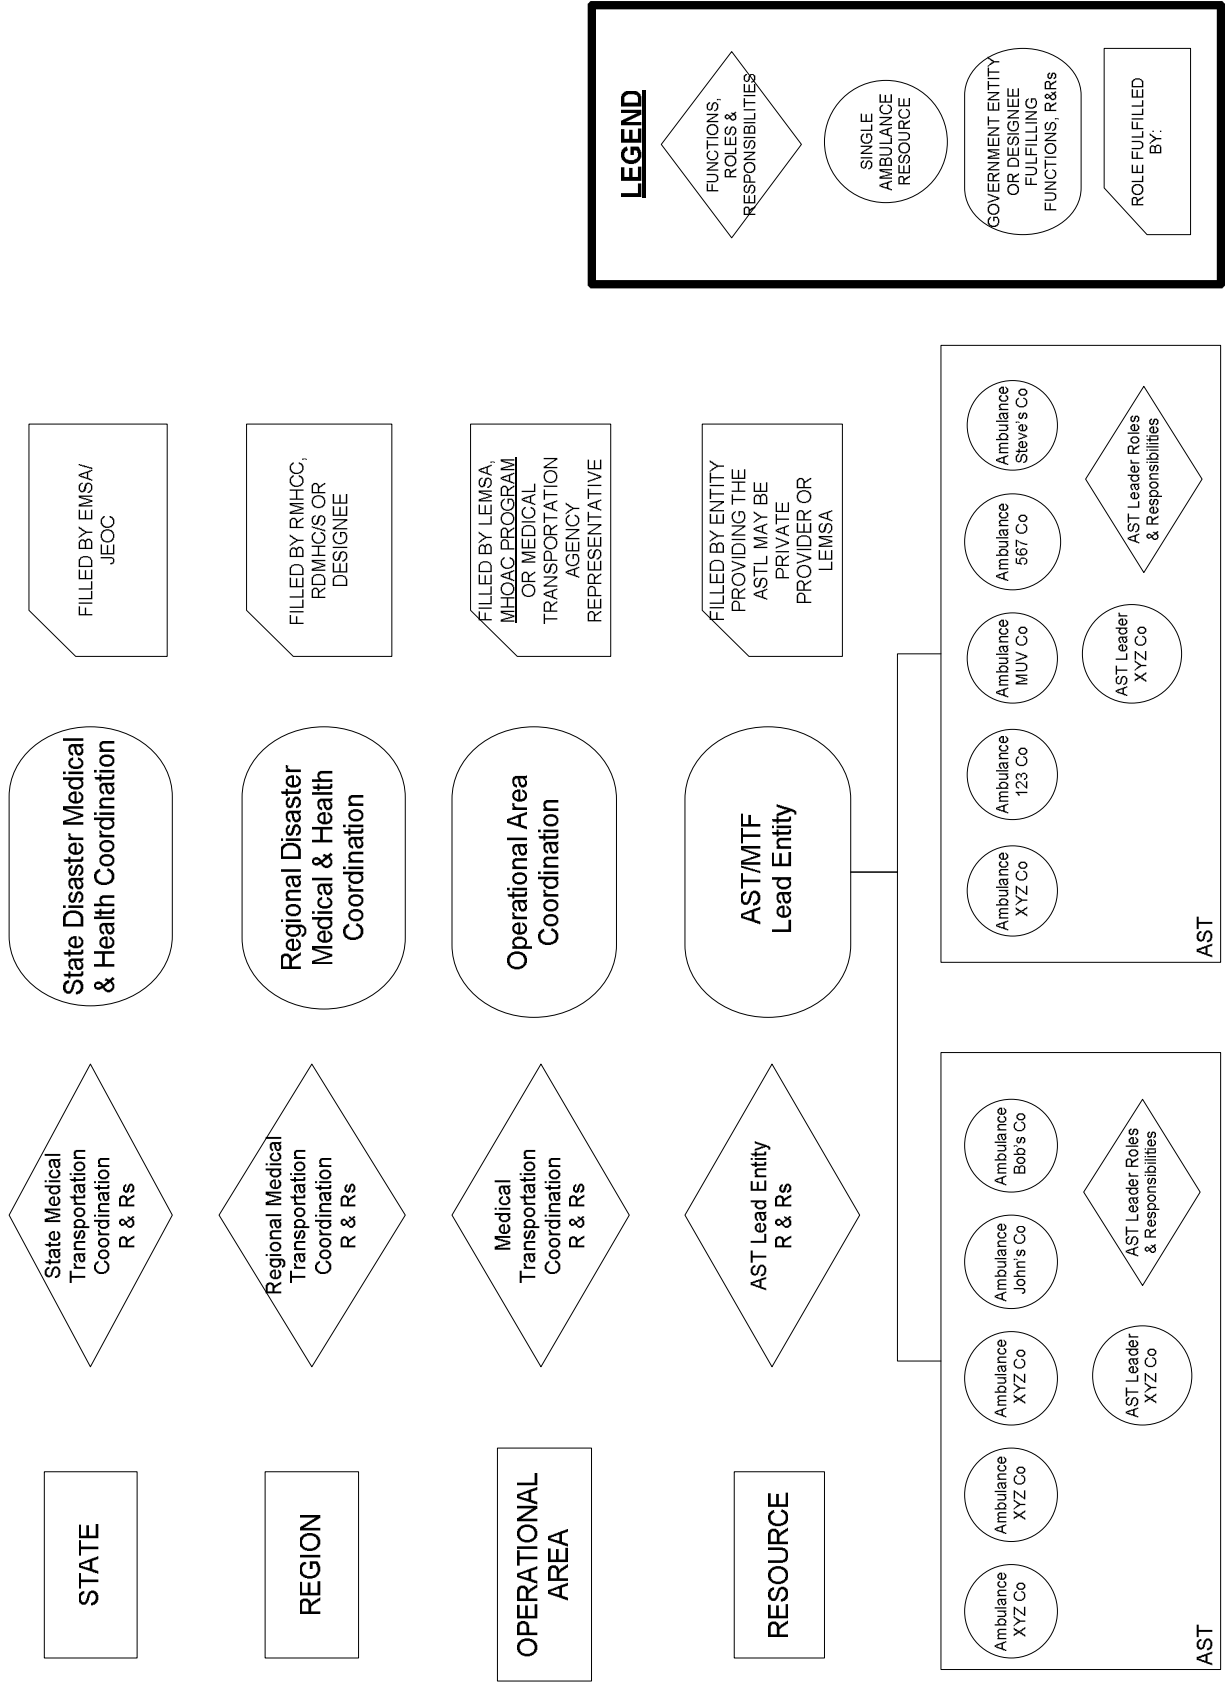 LEGEND
FUNCTIONS,
ROLES &
RESPONSIBILITIES
SINGLE
AMBULANCE
RESOURCE
GOVERNMENT ENTITY
OR DESIGNEE
FULFILLING
FUNCTIONS, R&Rs
ROLE FULFILLED
BY:
STATE
State Medical
Transportation
Coordination
R & Rs
State Disaster Medical
& Health Coordination
FILLED BY EMSA/
JEOC
REGION
Regional Medical
Transportation
Coordination
R & Rs
Regional Disaster
Medical & Health
Coordination
FILLED BY RMHCC,
RDMHC/S OR
DESIGNEE
OPERATIONAL
AREA
Medical
Transportation
Coordination
R & Rs
Operational Area
Coordination
FILLED BY LEMSA,
MHOAC PROGRAM
OR MEDICAL
TRANSPORTATION
AGENCY
REPRESENTATIVE
RESOURCE
AST Lead Entity
R & Rs
AST/MTF
Lead Entity
FILLED BY ENTITY
PROVIDING THE
ASTL MAY BE
PRIVATE
PROVIDER OR
LEMSA
Ambulance
XYZ Co
Ambulance
XYZ Co
Ambulance
XYZ Co
Ambulance
John's Co
Ambulance
Bob's Co
AST Leader
XYZ Co
AST Leader Roles
& Responsibilities
AST
Ambulance
XYZ Co
Ambulance
123 Co
Ambulance
MUV Co
Ambulance
567 Co
Ambulance
Steve's Co
AST Leader
XYZ Co
AST Leader Roles
& Responsibilities
AST